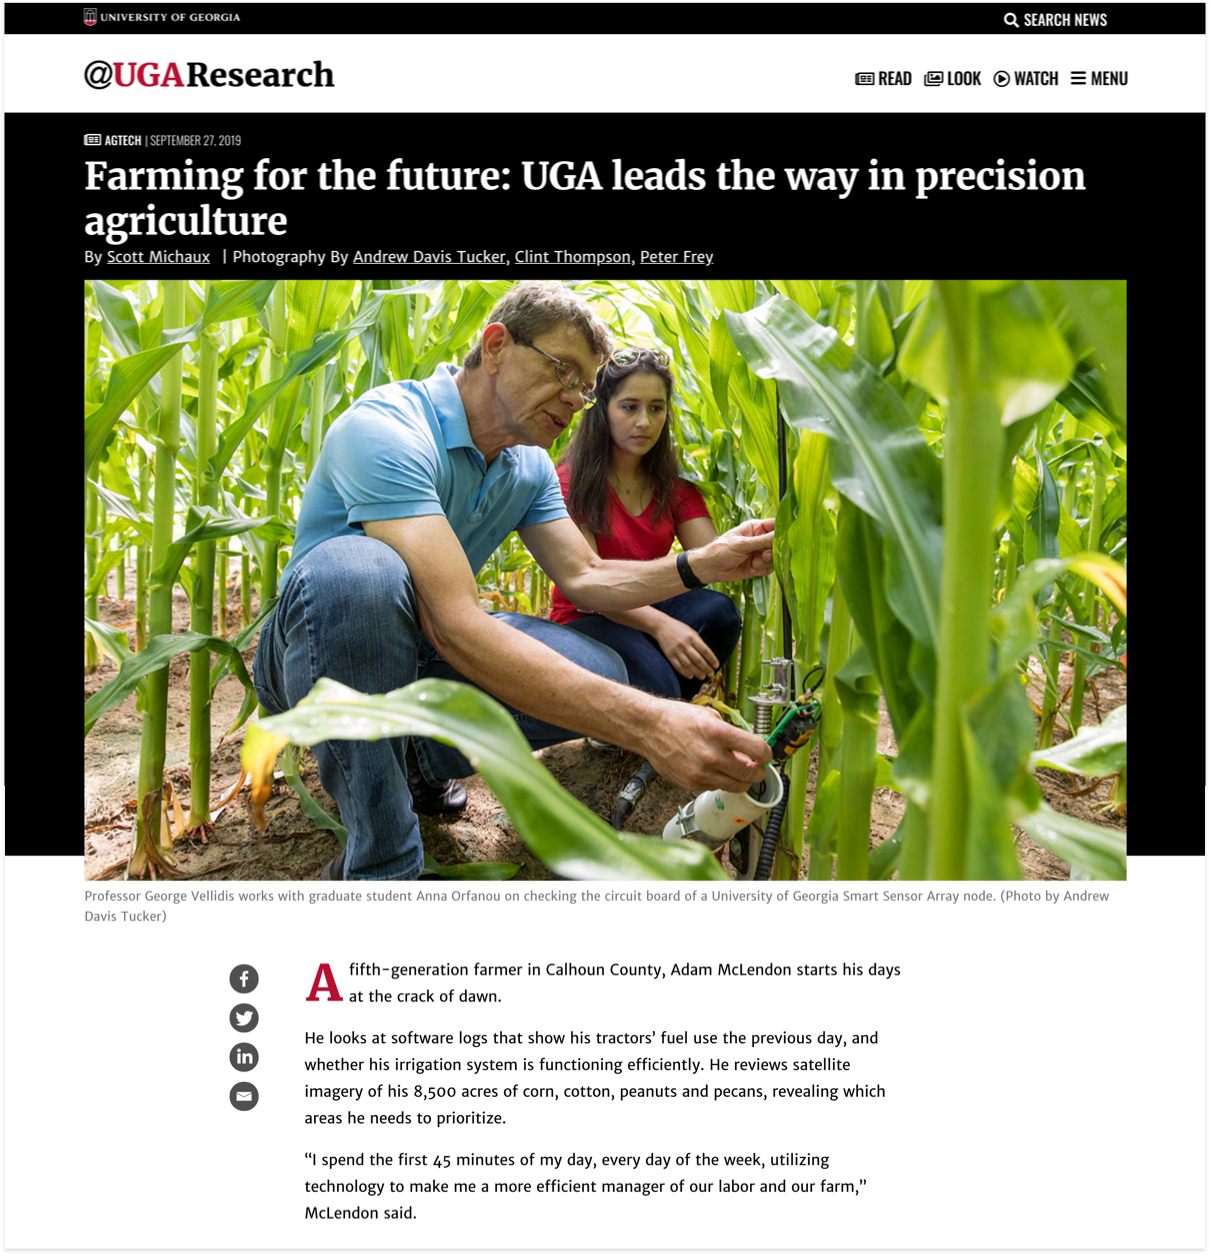 UNIVERSITY OF GEORGIA
SEARCH NEWS
@UGAResearch
READ LOOK WATCH MENU
AGTECH | SEPTEMBER 27, 2019
Farming for the future: UGA leads the way in precision
agriculture
By Scott Michaux | Photography By Andrew Davis Tucker, Clint Thompson, Peter Frey
Professor George Vellidis works with graduate student Anna Orfanou on checking the circuit board of a University of Georgia Smart Sensor Array node. (Photo by Andrew
Davis Tucker)
A fifth-generation farmer in Calhoun County, Adam McLendon starts his days
at the crack of dawn.
He looks at software logs that show his tractors’ fuel use the previous day, and
whether his irrigation system is functioning efficiently. He reviews satellite
imagery of his 8,500 acres of corn, cotton, peanuts and pecans, revealing which
areas he needs to prioritize.
“I spend the first 45 minutes of my day, every day of the week, utilizing
technology to make me a more efficient manager of our labor and our farm,”
McLendon said.